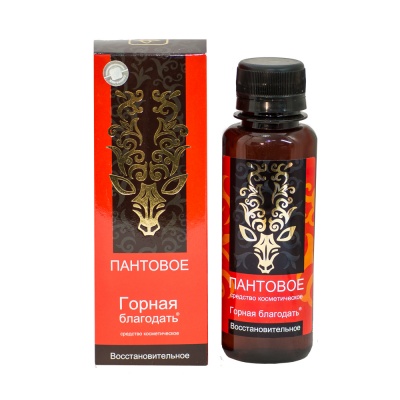 ПАНТОВОЕ
Горная
благодать®
средство косметическое
Восстановительное
ПАНТОВОЕ
средство косметическое
Горная благодать®
Восстановительное